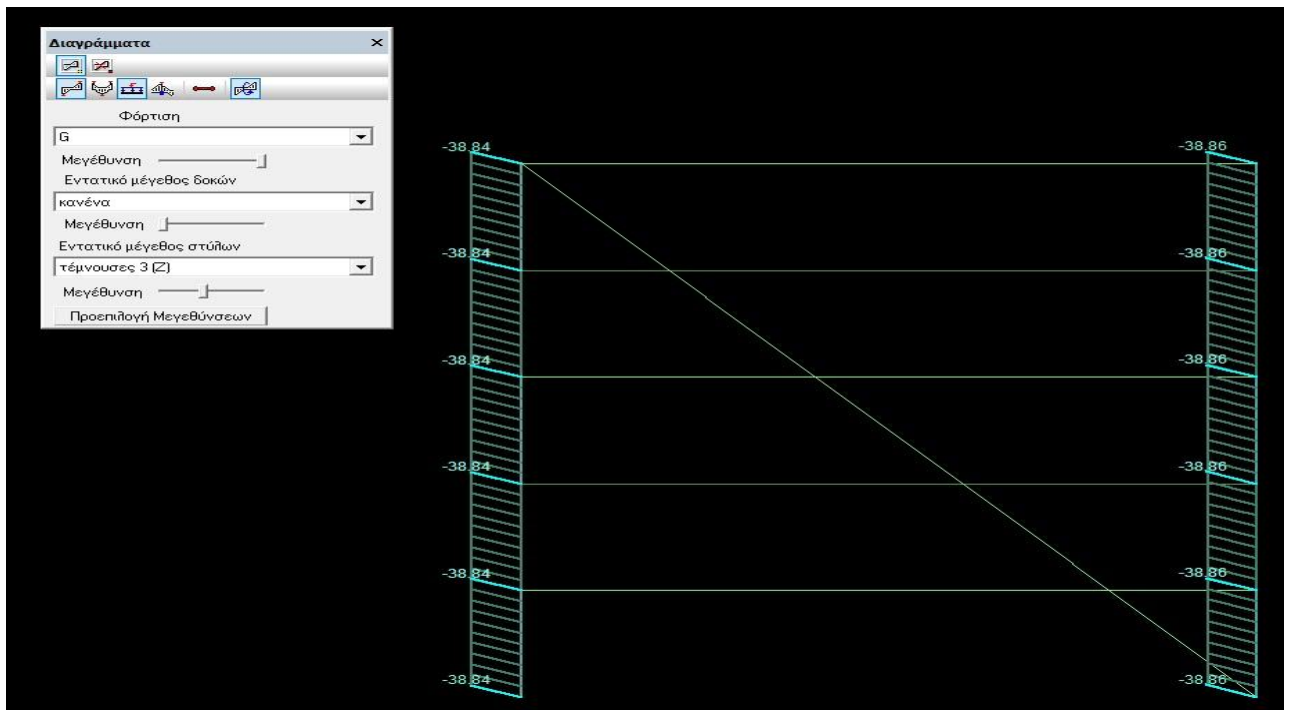 Διαγράμματα
Φόρτιση
G
Μεγέθυνση
Εντατικό μέγεθος δοκών
κανένα
Μεγέθυνση
Εντατικό μέγεθος στύλων
τέμνουσες 3 (Z)
Μεγέθυνση
Προεπιλογή Μεγεθύνσεων
-38.84 -38.86
-38.84 -38.86
-38.84 -38.86
-38.84 -38.86
-38.84 -38.86
-38.84 -38.86